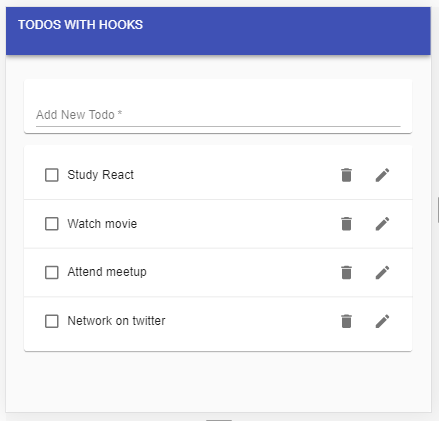 TODOS WITH HOOKS
Add New Todo *
Study React
Watch movie
Attend meetup
Network on twitter